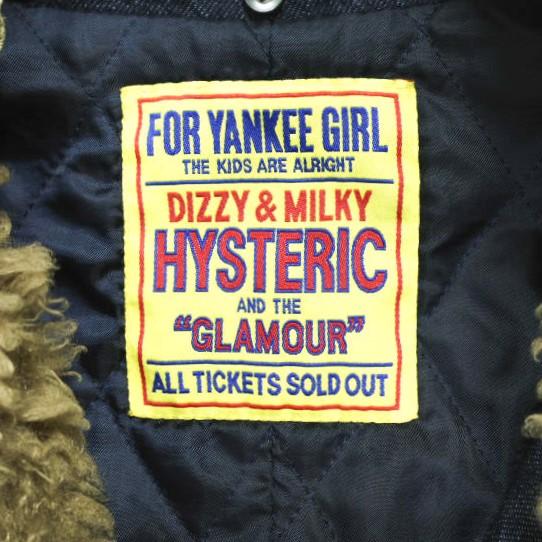 FOR YANKEE GIRL
THE KIDS ARE ALRIGHT
DIZZY & MILKY
HYSTERIC
AND THE
“GLAMOUR”
ALL TICKETS SOLD OUT